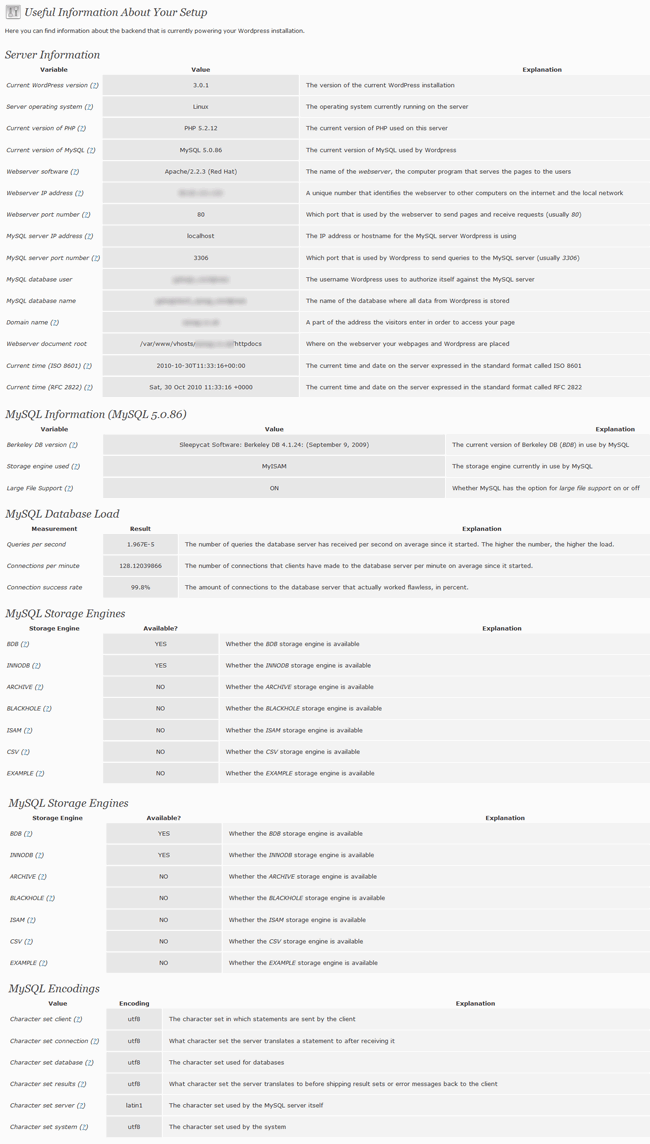 Useful Information About Your Setup
Here you can find information about the backend that is currently powering your Wordpress installation.
Server Information
Variable Value Explanation
Current WordPress version (?) 3.0.1 The version of the current WordPress installation
Server operating system (?) Linux The operating system currently running on the server
Current version of PHP (?) PHP 5.2.12 The current version of PHP used on this server
Current version of MySQL (?) MySQL 5.0.86 The current version of MySQL used by Wordpress
Webserver software (?) Apache/2.2.3 (Red Hat) The name of the webserver, the computer program that serves the pages to the users
Webserver IP address (?) A unique number that identifies the webserver to other computers on the internet and the local network
Webserver port number (?) 80 Which port that is used by the webserver to send pages and receive requests (usually 80)
MySQL server IP address (?) localhost The IP address or hostname for the MySQL server Wordpress is using
MySQL server port number (?) 3306 Which port that is used by Wordpress to send queries to the MySQL server (usually 3306)
MySQL database user The username Wordpress uses to authorize itself against the MySQL server
MySQL database name The name of the database where all data from Wordpress is stored
Domain name (?) A part of the address the visitors enter in order to access your page
Webserver document root /var/www/vhosts/ httpdocs Where on the webserver your webpages and Wordpress are placed
Current time (ISO 8601) (?) 2010-10-30T11:33:16+00:00 The current time and date on the server expressed in the standard format called ISO 8601
Current time (RFC 2822) (?) Sat, 30 Oct 2010 11:33:16 +0000 The current time and date on the server expressed in the standard format called RFC 2822
MySQL Information (MySQL 5.0.86)
Variable Value Explanation
Berkeley DB version (?) Sleepycat Software: Berkeley DB 4.1.24: (September 9, 2009) The current version of Berkeley DB (BDB) in use by MySQL
Storage engine used (?) MyISAM The storage engine currently in use by MySQL
Large File Support (?) ON Whether MySQL has the option for large file support on or off
MySQL Database Load
Measurement Result Explanation
Queries per second 1.967E-5 The number of queries the database server has received per second on average since it started. The higher the number, the higher the load.
Connections per minute 128.12039866 The number of connections that clients have made to the database server per minute on average since it started.
Connection success rate 99.8% The amount of connections to the database server that actually worked flawless, in percent.
MySQL Storage Engines
Storage Engine Available? Explanation
BDB (?) YES Whether the BDB storage engine is available
INNODB (?) YES Whether the INNODB storage engine is available
ARCHIVE (?) NO Whether the ARCHIVE storage engine is available
BLACKHOLE (?) NO Whether the BLACKHOLE storage engine is available
ISAM (?) NO Whether the ISAM storage engine is available
CSV (?) NO Whether the CSV storage engine is available
EXAMPLE (?) NO Whether the EXAMPLE storage engine is available
MySQL Storage Engines
Storage Engine Available? Explanation
BDB (?) YES Whether the BDB storage engine is available
INNODB (?) YES Whether the INNODB storage engine is available
ARCHIVE (?) NO Whether the ARCHIVE storage engine is available
BLACKHOLE (?) NO Whether the BLACKHOLE storage engine is available
ISAM (?) NO Whether the ISAM storage engine is available
CSV (?) NO Whether the CSV storage engine is available
EXAMPLE (?) NO Whether the EXAMPLE storage engine is available
MySQL Encodings
Value Encoding Explanation
Character set client (?) utf8 The character set in which statements are sent by the client
Character set connection (?) utf8 What character set the server translates a statement to after receiving it
Character set database (?) utf8 The character set used for databases
Character set results (?) utf8 What character set the server translates to before shipping result sets or error messages back to the client
Character set server (?) latin1 The character set used by the MySQL server itself
Character set system (?) utf8 The character set used by the system